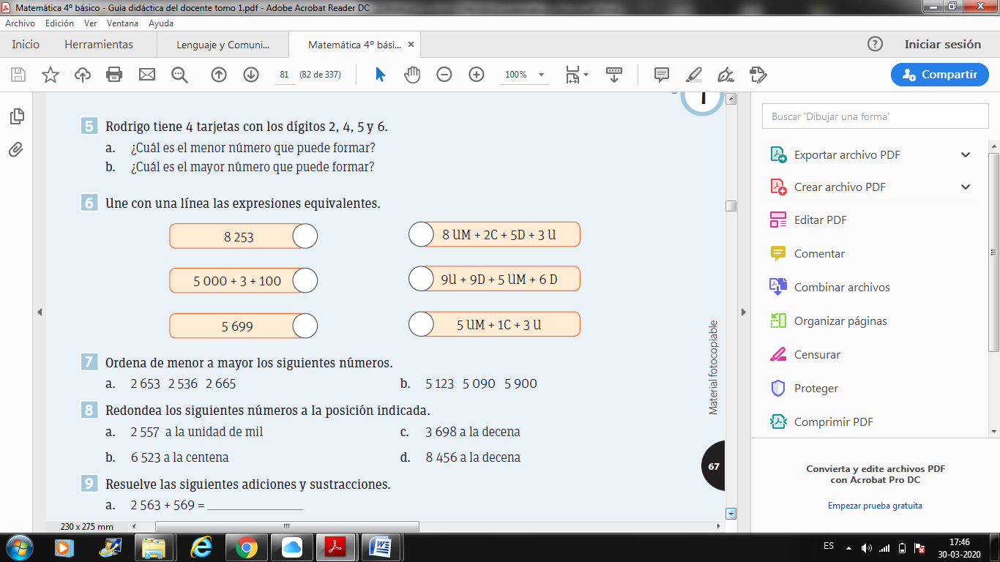 Matemática 4º básico - Guía didáctica del docente tomo 1.pdf - Adobe Acrobat Reader DC
Archivo Edición Ver Ventana Ayuda
Inicio Herramientas Lenguaje y Comuni... Matemática 4º bási... × Iniciar sesión
81 (82 de 337) 100% Compartir
1
5 Rodrigo tiene 4 tarjetas con los dígitos 2, 4, 5 y 6.
a. ¿Cuál es el menor número que puede formar?
b. ¿Cuál es el mayor número que puede formar?
6 Une con una línea las expresiones equivalentes.
8 253 8 UM + 2C + 5D + 3 U
5 000 + 3 + 100 9U + 9D + 5 UM + 6 D
5 699 5 UM + 1C + 3 U
7 Ordena de menor a mayor los siguientes números.
a. 2 653 2 536 2 665 b. 5 123 5 090 5 900
8 Redondea los siguientes números a la posición indicada.
a. 2 557 a la unidad de mil c. 3 698 a la decena
b. 6 523 a la centena d. 8 456 a la decena
9 Resuelve las siguientes adiciones y sustracciones.
a. 2 563 + 569 = _______________
Material fotocopiable
67
230 x 275 mm
Buscar 'Dibujar una forma'
Exportar archivo PDF
Crear archivo PDF
Editar PDF
Comentar
Combinar archivos
Organizar páginas
Censurar
Proteger
Comprimir PDF
Convierta y edite archivos PDF
con Acrobat Pro DC
Empezar prueba gratuita
ES 17:46
30-03-2020